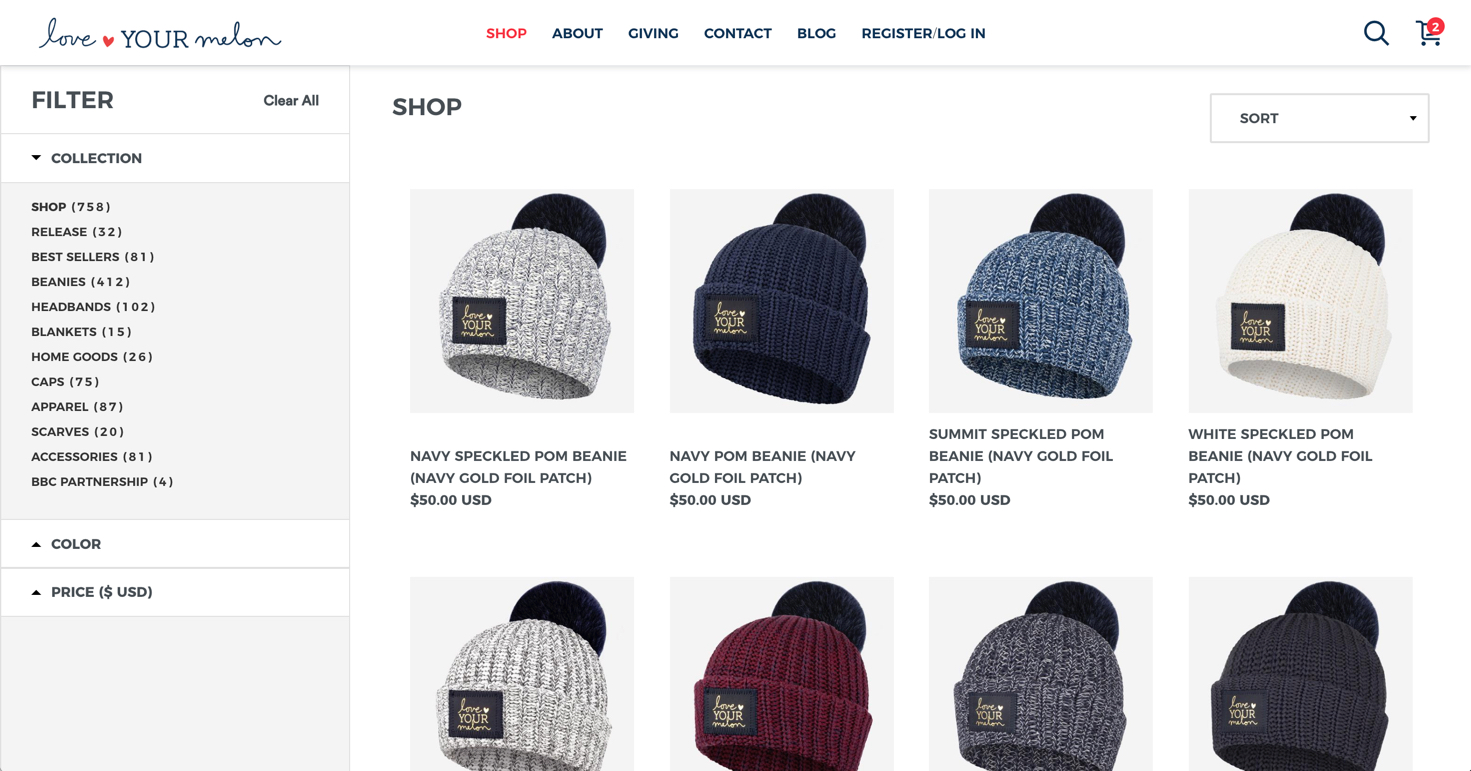 love YOUR melon
SHOP ABOUT GIVING CONTACT BLOG REGISTER/LOG IN
2
FILTER
Clear All
COLLECTION
SHOP (758)
RELEASE (32)
BEST SELLERS (81)
BEANIES (412)
HEADBANDS (102)
BLANKETS (15)
HOME GOODS (26)
CAPS (75)
APPAREL (87)
SCARVES (20)
ACCESSORIES (81)
BBC PARTNERSHIP (4)
COLOR
PRICE ($ USD)
SHOP
SORT
love
YOUR
melon
NAVY SPECKLED POM BEANIE
(NAVY GOLD FOIL PATCH)
$50.00 USD
love
YOUR
melon
NAVY POM BEANIE (NAVY
GOLD FOIL PATCH)
$50.00 USD
love
YOUR
melon
SUMMIT SPECKLED POM
BEANIE (NAVY GOLD FOIL
PATCH)
$50.00 USD
love
YOUR
melon
WHITE SPECKLED POM
BEANIE (NAVY GOLD FOIL
PATCH)
$50.00 USD
love
YOUR
melon
love
YOUR
melon
love
YOUR
melon
love
YOUR
melon